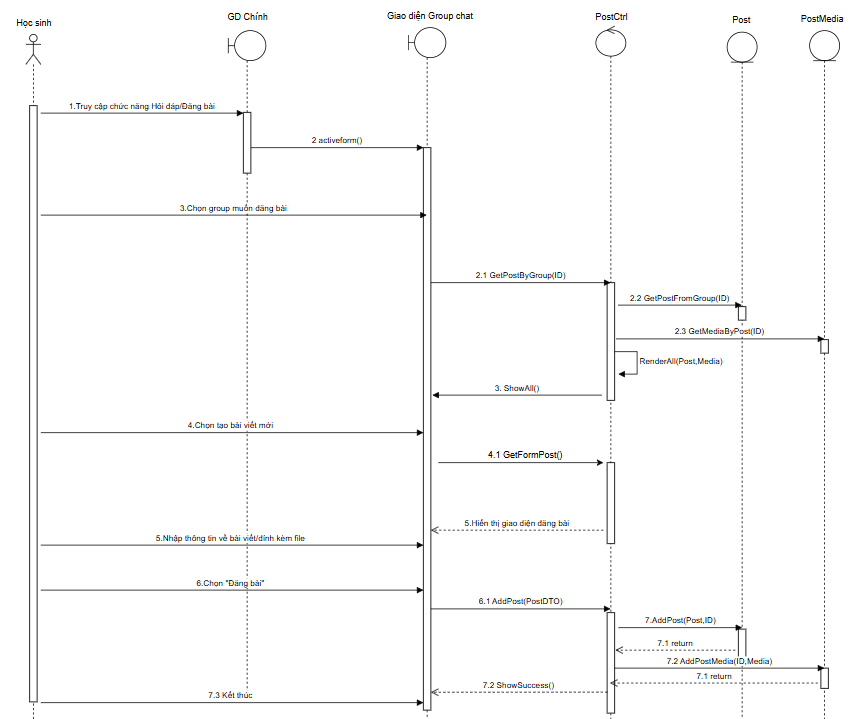 Học sinh
GD Chính
Giao diện Group chat
PostCtrl
Post
PostMedia
1.Truy cập chức năng Hỏi đáp/Đăng bài
2 activeform()
3.Chọn group muốn đăng bài
2.1 GetPostByGroup(ID)
2.2 GetPostFromGroup(ID)
2.3 GetMediaByPost(ID)
RenderAll(Post,Media)
3. ShowAll()
4.Chọn tạo bài viết mới
4.1 GetFormPost()
5.Hiển thị giao diện đăng bài
5.Nhập thông tin về bài viết/đính kèm file
6.Chọn "Đăng bài"
6.1 AddPost(PostDTO)
7.AddPost(Post,ID)
7.1 return
7.2 AddPostMedia(ID,Media)
7.1 return
7.2 ShowSuccess()
7.3 Kết thúc